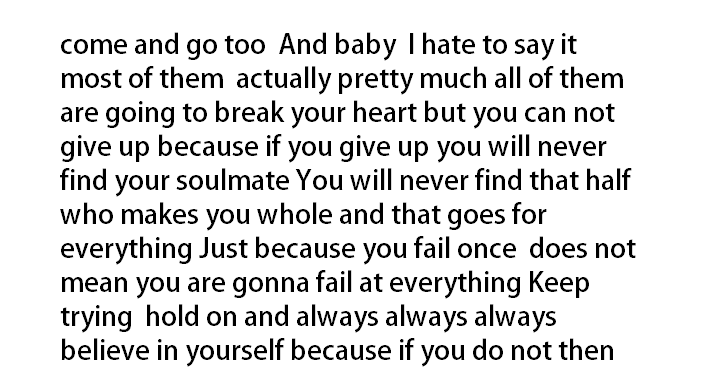 come and go too  And baby  I hate to say it
most of them  actually pretty much all of them
are going to break your heart but you can not
give up because if you give up you will never
find your soulmate You will never find that half
who makes you whole and that goes for
everything Just because you fail once  does not
mean you are gonna fail at everything Keep
trying  hold on and always always always
believe in yourself because if you do not then